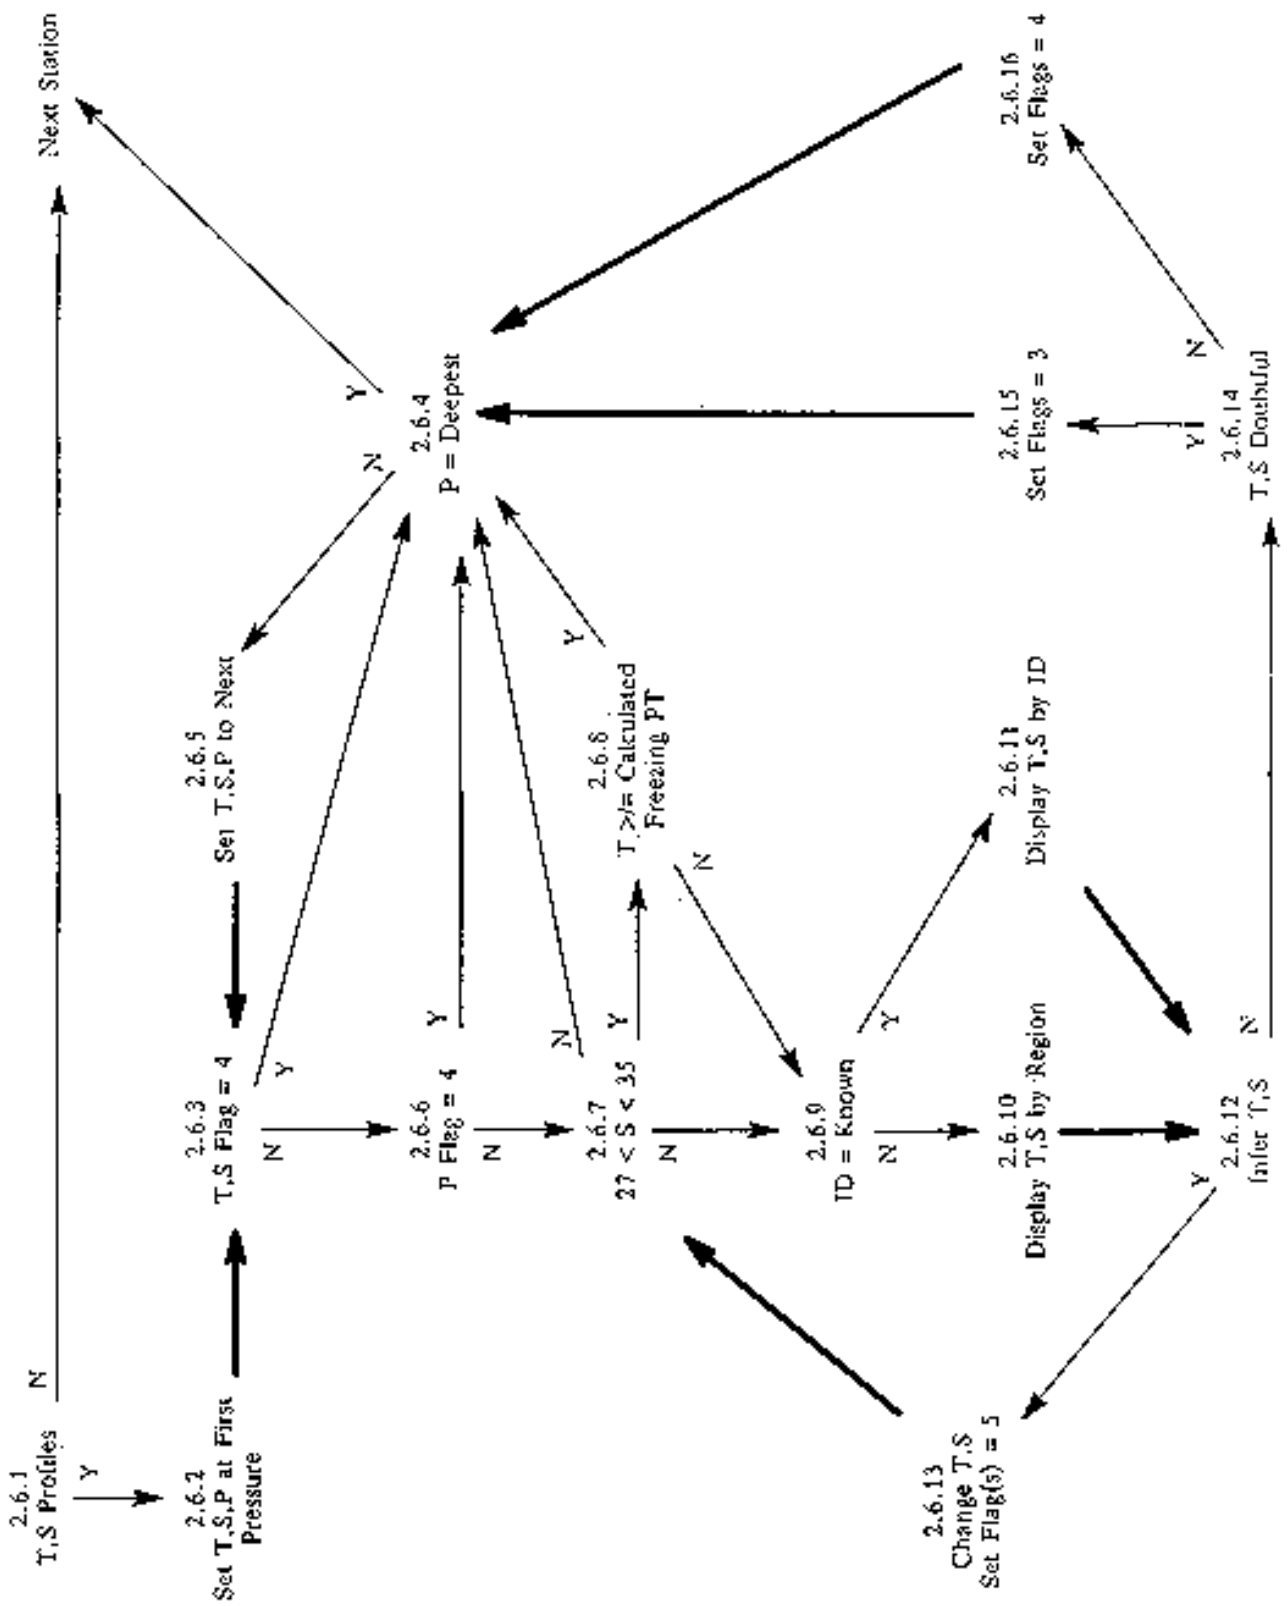 2.6.1
T,S Profiles
N
Y
Next Station
2.6.2
Set T,S,P at First
Pressure
2.6.3
T,S Flag = 4
Y
N
2.6.5
Set T,S,P to Next
2.6.4
P = Deepest
N
Y
2.6.6
P Flag = 4
Y
N
2.6.7
27 < S < 35
N
Y
N
2.6.8
T >/= Calculated
Freezing PT
Y
N
2.6.9
ID = Known
Y
N
2.6.10
Display T,S by Region
2.6.11
Display T,S by ID
2.6.12
Infer T,S
Y
N
2.6.13
Change T,S
Set Flag(s) = 5
2.6.14
T,S Doubtful
Y
N
2.6.15
Set Flags = 3
2.6.16
Set Flags = 4